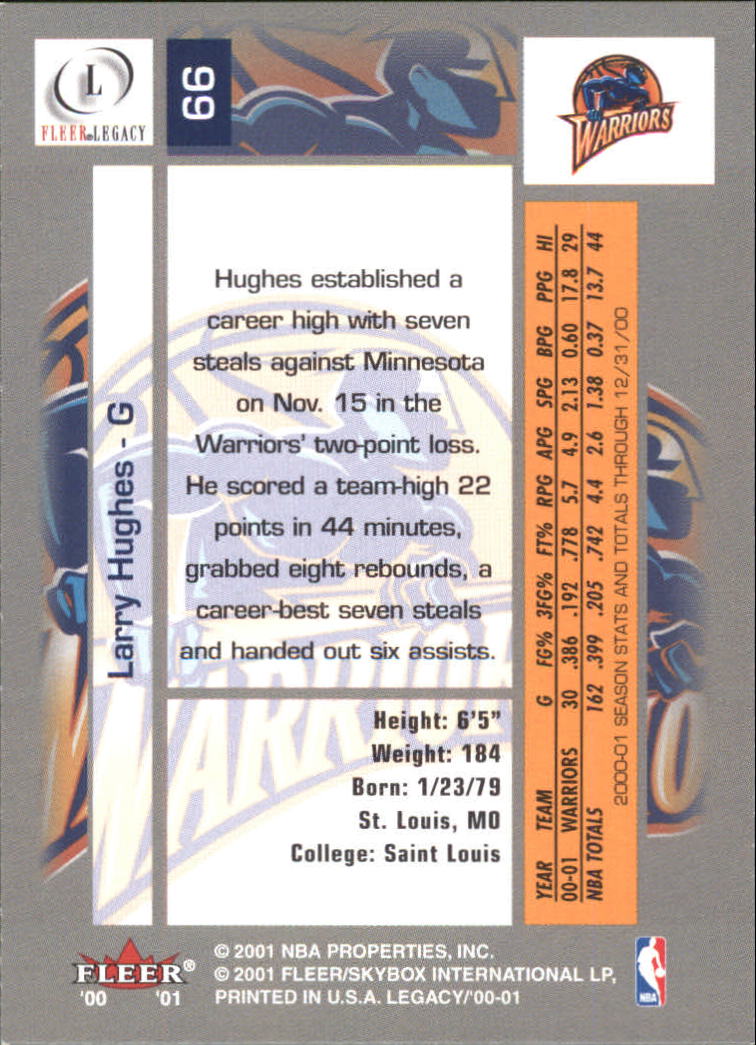 L
FLEER LEGACY
66
WARRIORS
Larry Hughes - G
Hughes established a
career high with seven
steals against Minnesota
on Nov. 15 in the
Warriors' two-point loss.
He scored a team-high 22
points in 44 minutes,
grabbed eight rebounds, a
career-best seven steals
and handed out six assists.
WARRIORS
Height: 6'5"
Weight: 184
Born: 1/23/79
St. Louis, MO
College: Saint Louis
YEAR TEAM G FG% 3FG% FT% RPG APG SPG BPG PPG HI
00-01 WARRIORS 30 .386 .192 .778 5.7 4.9 2.13 0.60 17.8 29
NBA TOTALS 162 .399 .205 .742 4.4 2.6 1.38 0.37 13.7 44
2000-01 SEASON STATS AND TOTALS THROUGH 12/31/00
FLEER®
'00 '01
© 2001 NBA PROPERTIES, INC.
© 2001 FLEER/SKYBOX INTERNATIONAL LP,
PRINTED IN U.S.A. LEGACY/'00-01
NBA